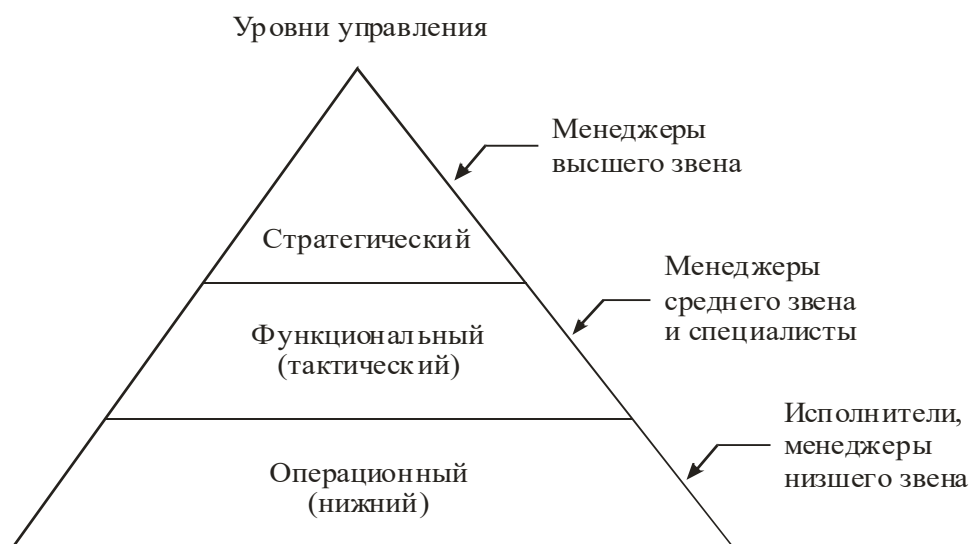 Уровни управления
Менеджеры
высшего звена
Стратегический
Менеджеры
среднего звена
и специалисты
Функциональный
(тактический)
Исполнители,
менеджеры
низшего звена
Операционный
(нижний)